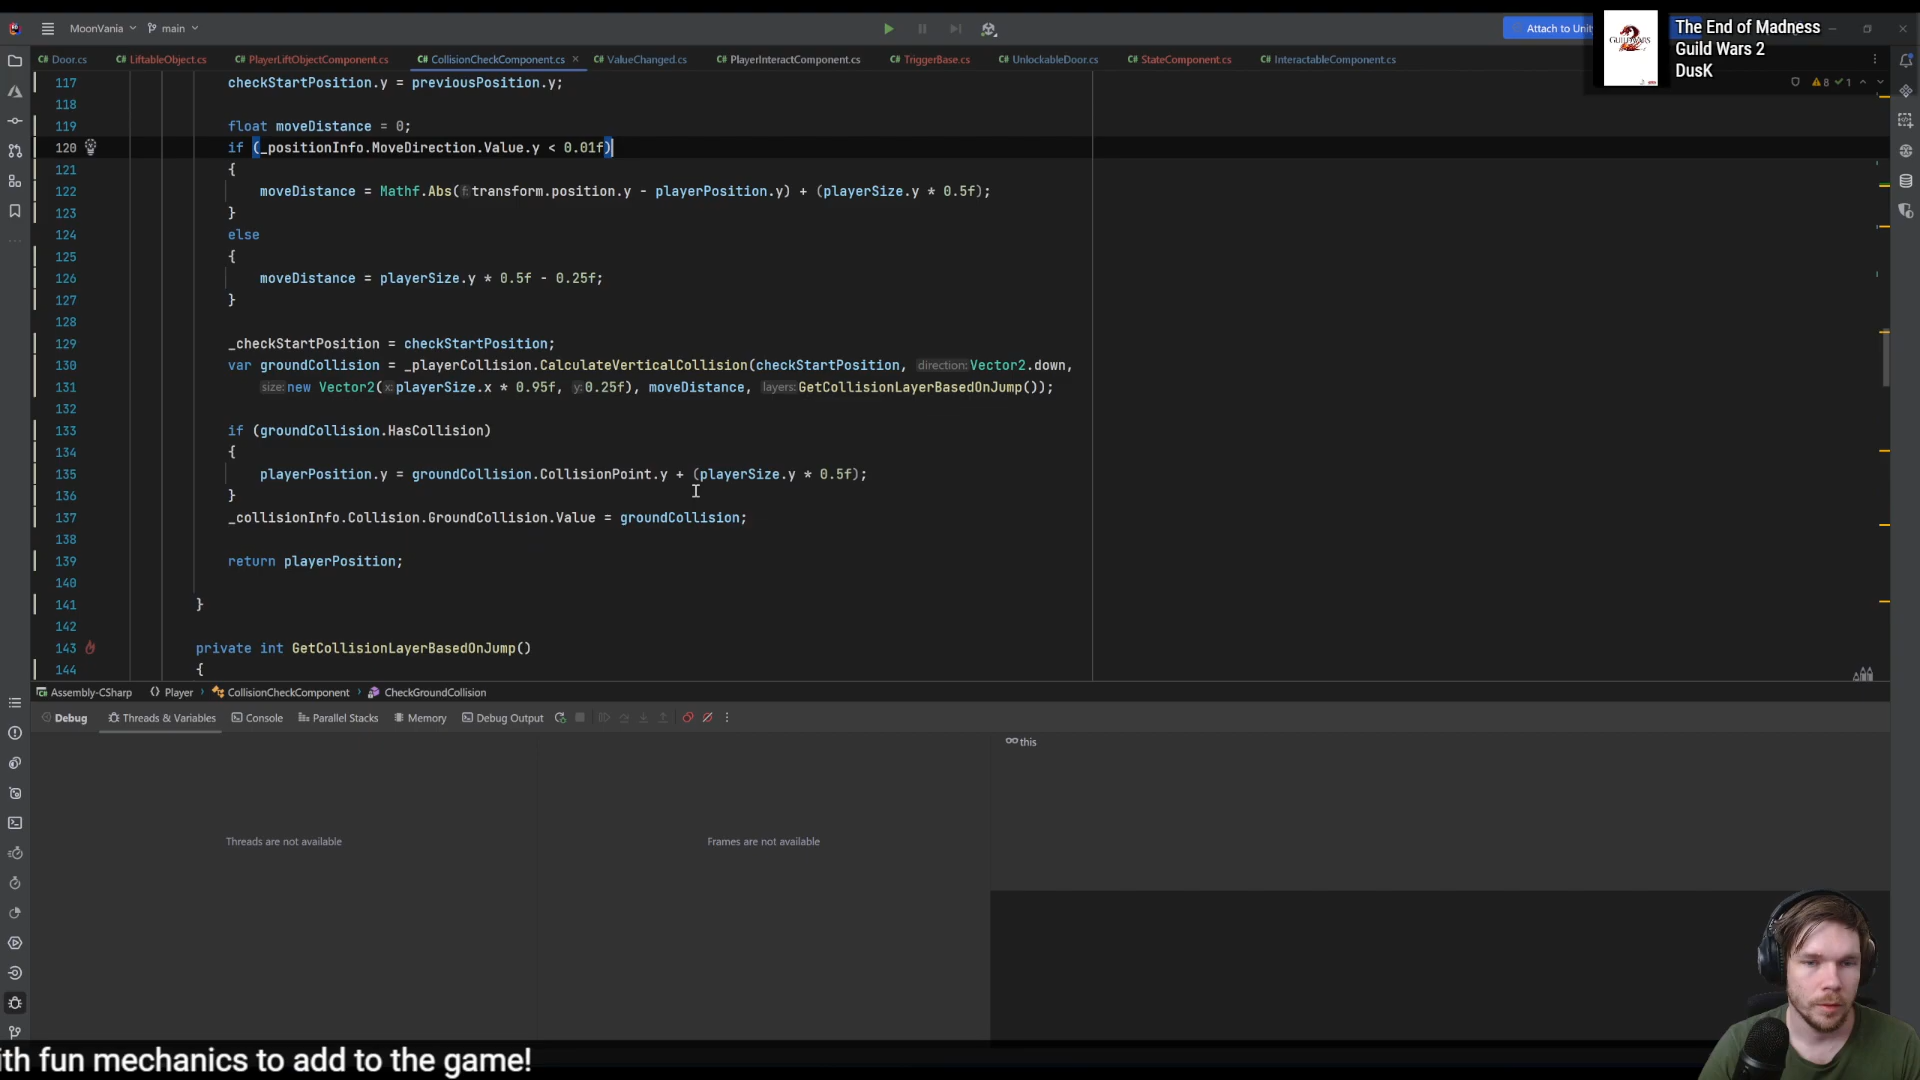 MoonVania
main
Attach to Unit
The End of Madness
Guild Wars 2
DusK
GUILD WARS
Door.cs
LiftableObject.cs
PlayerLiftObjectComponent.cs
CollisionCheckComponent.cs
ValueChanged.cs
PlayerInteractComponent.cs
TriggerBase.cs
UnlockableDoor.cs
StateComponent.cs
InteractableComponent.cs
8 1
117 checkStartPosition.y = previousPosition.y;
118
119 float moveDistance = 0;
120 if (_positionInfo.MoveDirection.Value.y < 0.01f)
121 {
122 moveDistance = Mathf.Abs(f:transform.position.y - playerPosition.y) + (playerSize.y * 0.5f);
123 }
124 else
125 {
126 moveDistance = playerSize.y * 0.5f - 0.25f;
127 }
128
129 _checkStartPosition = checkStartPosition;
130 var groundCollision = _playerCollision.CalculateVerticalCollision(checkStartPosition, direction:Vector2.down,
131 size:new Vector2(x:playerSize.x * 0.95f, y:0.25f), moveDistance, layers:GetCollisionLayerBasedOnJump());
132
133 if (groundCollision.HasCollision)
134 {
135 playerPosition.y = groundCollision.CollisionPoint.y + (playerSize.y * 0.5f);
136 }
137 _collisionInfo.Collision.GroundCollision.Value = groundCollision;
138
139 return playerPosition;
140
141 }
142
143 private int GetCollisionLayerBasedOnJump()
144 {
Assembly-CSharp
Player
CollisionCheckComponent
CheckGroundCollision
Debug
Threads & Variables
Console
Parallel Stacks
Memory
Debug Output
this
Threads are not available
Frames are not available
ith fun mechanics to add to the game!